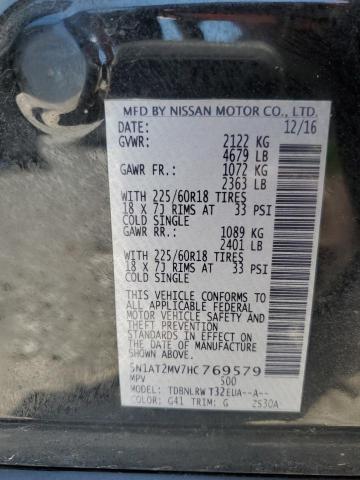 MFD BY NISSAN MOTOR CO., LTD.
DATE: 12/16
GVWR: 2122 KG
4679 LB
GAWR FR: 1072 KG
2363 LB
WITH 225/60R18 TIRES
18 X 7J RIMS AT 33 PSI
COLD SINGLE
GAWR RR: 1089 KG
2401 LB
WITH 225/60R18 TIRES
18 X 7J RIMS AT 33 PSI
COLD SINGLE
THIS VEHICLE CONFORMS TO
ALL APPLICABLE FEDERAL
MOTOR VEHICLE SAFETY
AND THEFT PREVENTION
STANDARDS IN EFFECT ON
THE DATE OF MANUFACTURE
SHOWN ABOVE.
5N1AT2MV7HC769579
MPV 500
MODEL: TDBNLRW T32EUA--A--
COLOR: G41 TRIM: G 2530A